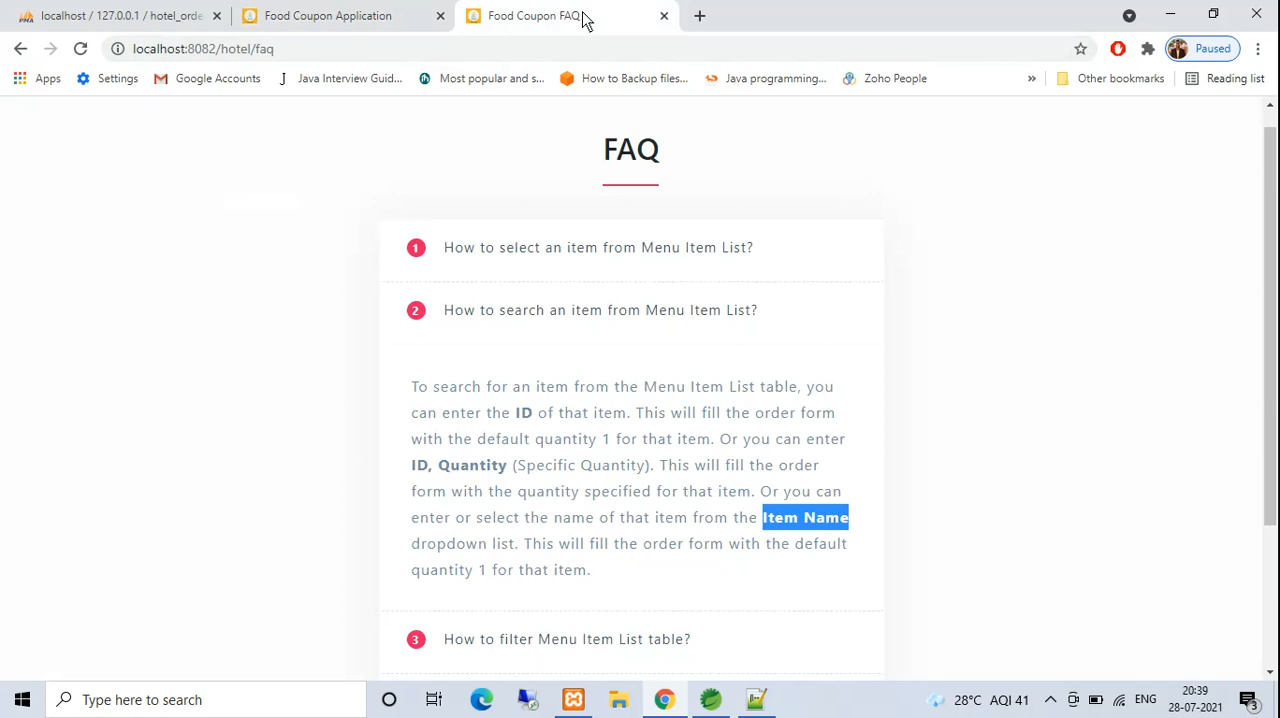 localhost / 127.0.0.1 / hotel_orde
Food Coupon Application
Food Coupon FAQ
localhost:8082/hotel/faq
Paused
Apps
Settings
Google Accounts
Java Interview Guid...
Most popular and s...
How to Backup files...
Java programming...
Zoho People
»
Other bookmarks
Reading list
FAQ
1 How to select an item from Menu Item List?
2 How to search an item from Menu Item List?
To search for an item from the Menu Item List table, you
can enter the ID of that item. This will fill the order form
with the default quantity 1 for that item. Or you can enter
ID, Quantity (Specific Quantity). This will fill the order
form with the quantity specified for that item. Or you can
enter or select the name of that item from the Item Name
dropdown list. This will fill the order form with the default
quantity 1 for that item.
3 How to filter Menu Item List table?
Type here to search
28°C AQI 41
ENG
20:39
28-07-2021
3